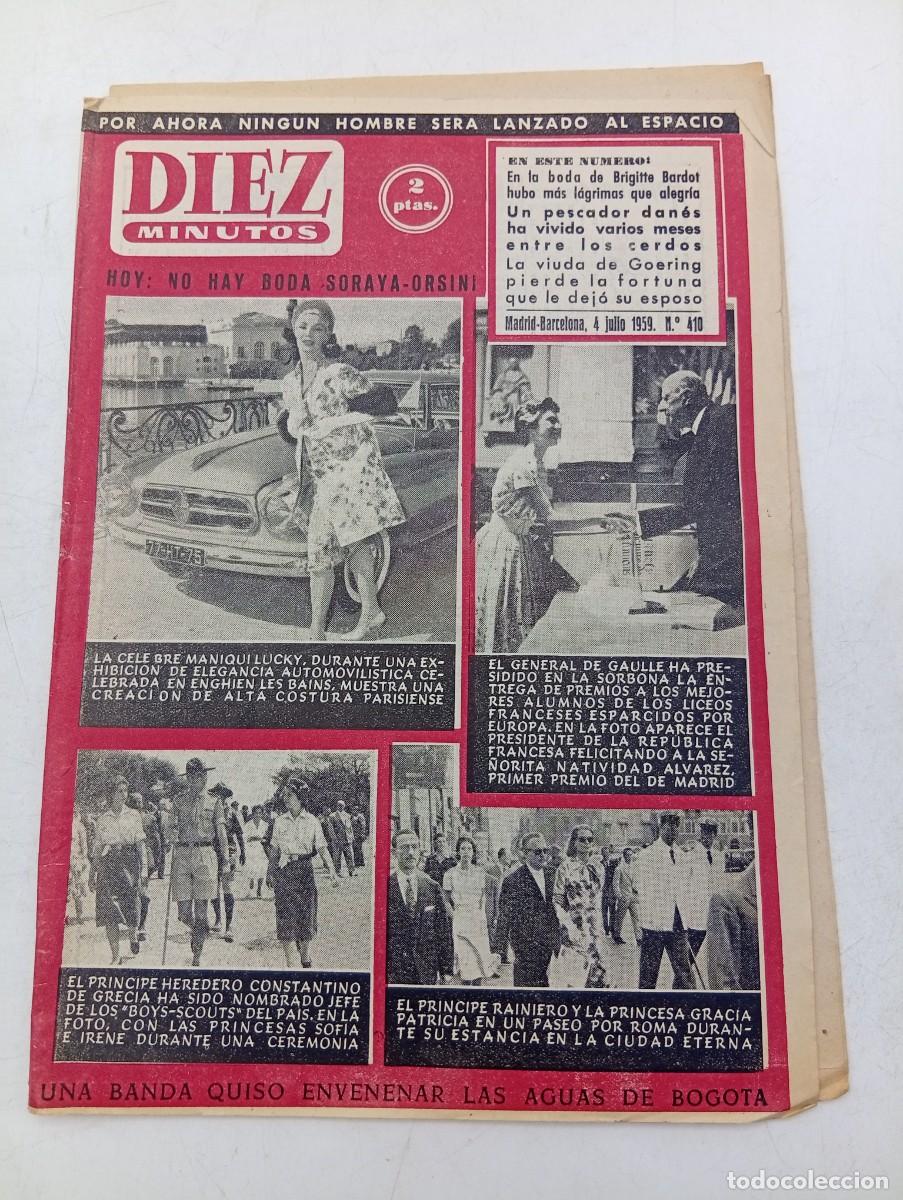 POR AHORA NINGUN HOMBRE SERA LANZADO AL ESPACIO
DIEZ
MINUTOS
2
ptas.
EN ESTE NUMERO:
En la boda de Brigitte Bardot
hubo más lágrimas que alegría
Un pescador danés
ha vivido varios meses
entre los cerdos
La viuda de Goering
pierde la fortuna
que le dejó su esposo
Madrid-Barcelona, 4 julio 1959. N.º 410
HOY: NO HAY BODA SORAYA-ORSINI
77-HT-75
LA CELEBRE MANIQUI LUCKY, DURANTE UNA EX-
HIBICION DE ELEGANCIA AUTOMOVILISTICA CE-
LEBRADA EN ENGHIEN LES BAINS, MUESTRA UNA
CREACION DE ALTA COSTURA PARISIENSE
EL GENERAL DE GAULLE HA PRE-
SIDIDO EN LA SORBONA LA EN-
TREGA DE PREMIOS A LOS MEJO-
RES ALUMNOS DE LOS LICEOS
FRANCESES ESPARCIDOS POR
EUROPA. EN LA FOTO APARECE EL
PRESIDENTE DE LA REPUBLICA
FRANCESA FELICITANDO A LA SE-
ÑORITA NATIVIDAD ALVAREZ,
PRIMER PREMIO DEL DE MADRID
EL PRINCIPE HEREDERO CONSTANTINO
DE GRECIA HA SIDO NOMBRADO JEFE
DE LOS "BOYS-SCOUTS" DEL PAIS. EN LA
FOTO, CON LAS PRINCESAS SOFIA
E IRENE DURANTE UNA CEREMONIA
EL PRINCIPE RAINIERO Y LA PRINCESA GRACIA
PATRICIA EN UN PASEO POR ROMA DURAN-
TE SU ESTANCIA EN LA CIUDAD ETERNA
UNA BANDA QUISO ENVENENAR LAS AGUAS DE BOGOTA
todocoleccion.net